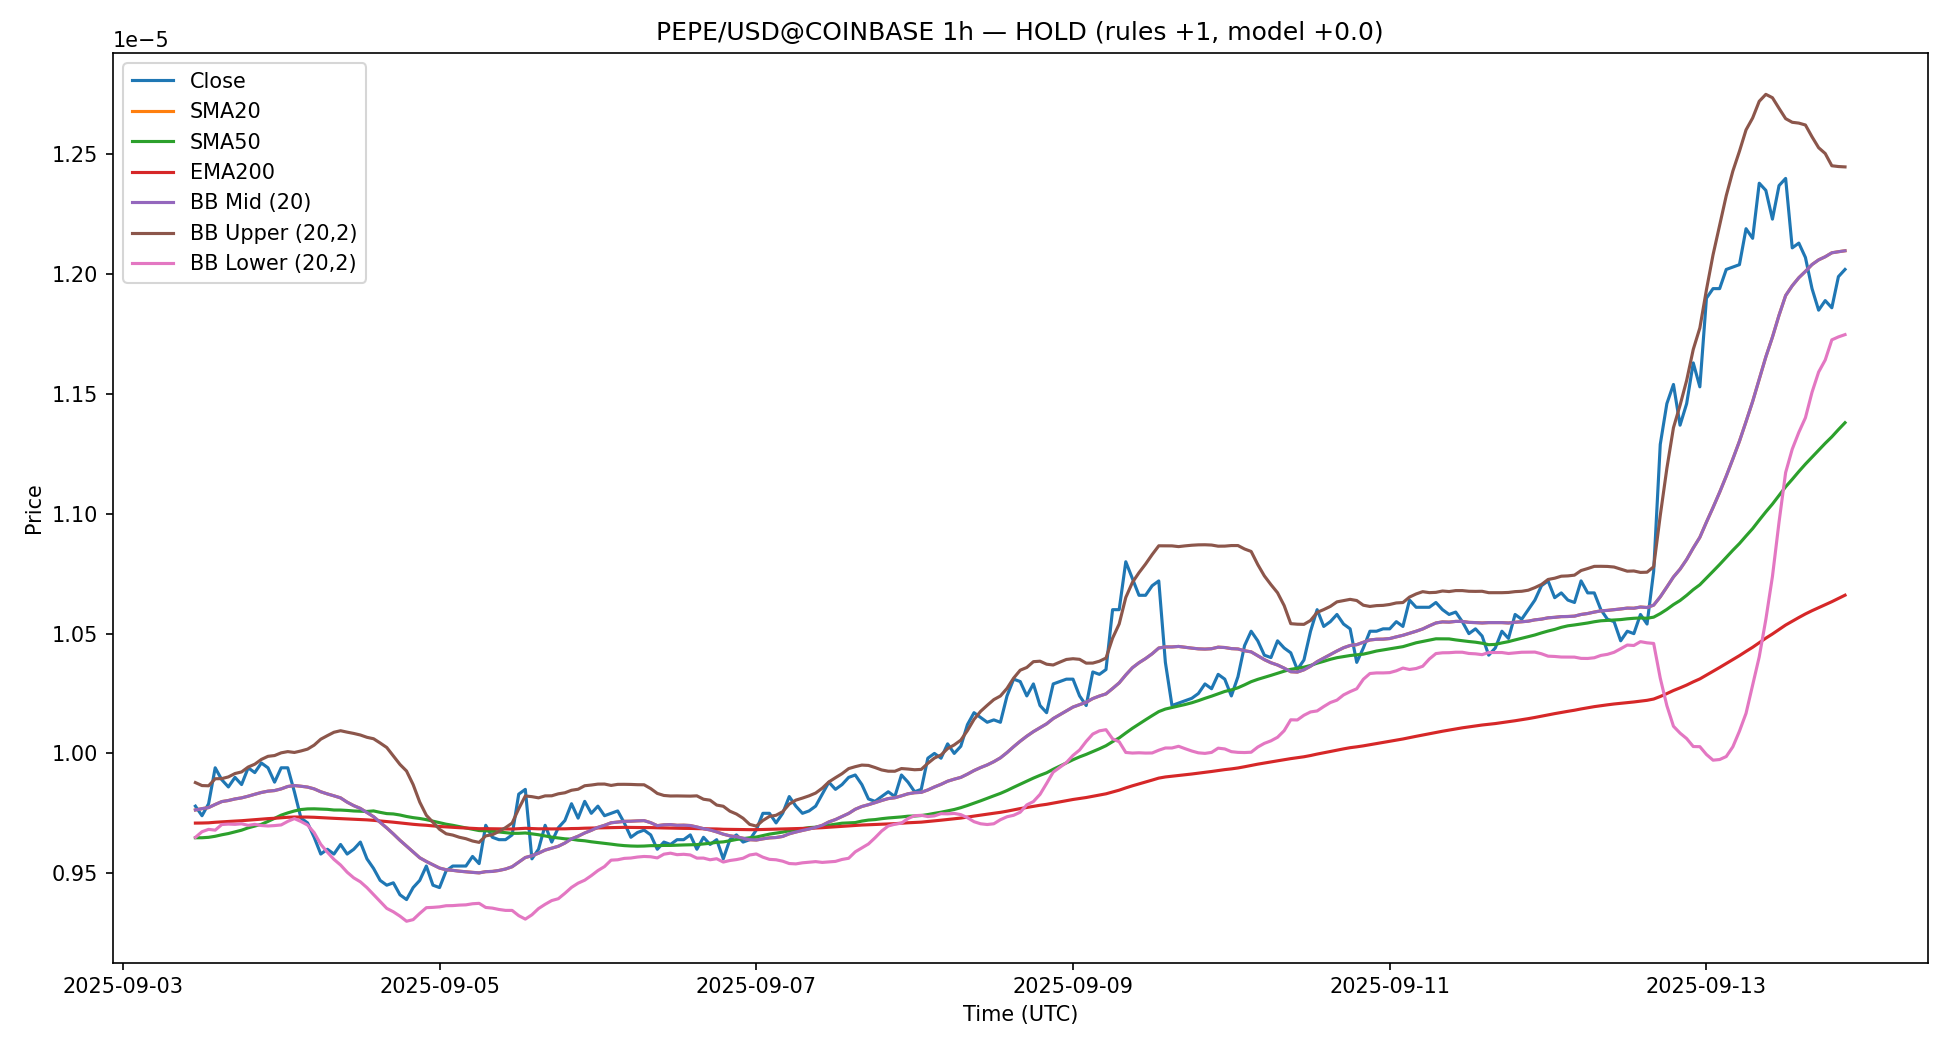 PEPE/USD@COINBASE 1h — HOLD (rules +1, model +0.0)
1e−5
Close
SMA20
SMA50
EMA200
BB Mid (20)
BB Upper (20,2)
BB Lower (20,2)
1.25
1.20
1.15
1.10
1.05
1.00
0.95
Price
2025-09-03
2025-09-05
2025-09-07
2025-09-09
2025-09-11
2025-09-13
Time (UTC)